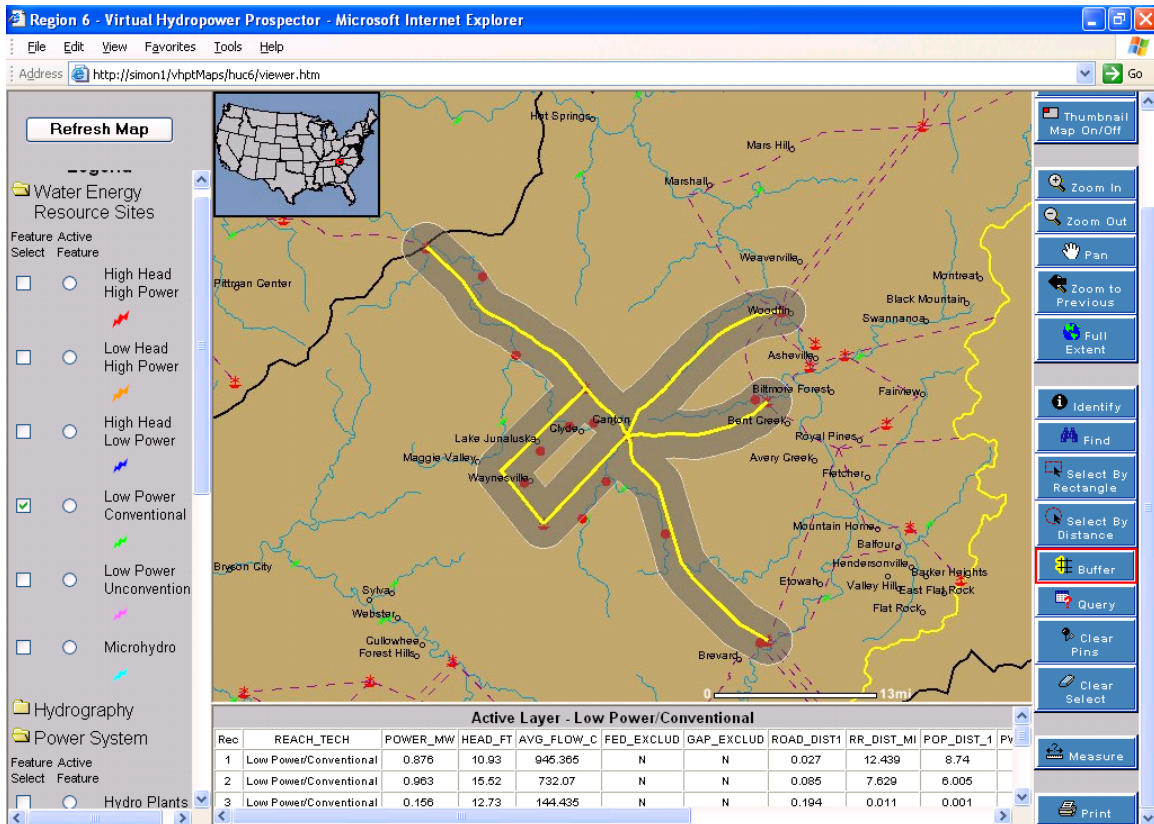 Region 6 - Virtual Hydropower Prospector - Microsoft Internet Explorer
File Edit View Favorites Tools Help
Address http://simon1/vhptMaps/huc6/viewer.htm Go
Refresh Map
Legend
Water Energy
Resource Sites
Feature Active
Select Feature
High Head
High Power
Low Head
High Power
High Head
Low Power
Low Power
Conventional
Low Power
Unconvention
Microhydro
Hydrography
Power System
Feature Active
Select Feature
Hydro Plants
Hot Springs
Mars Hill
Marshall
Weaverville
Pittman Center
Montreat
Black Mountain
Woodfin
Swannanoa
Asheville
Biltmore Forest
Fairview
Canton
Clyde
Bent Creek
Lake Junaluska
Royal Pines
Maggie Valley
Avery Creek
Waynesville
Fletcher
Mountain Home
Balfour
Bryson City
Hendersonville
Barker Heights
Etowah
Valley Hill
East Flat Rock
Sylva
Flat Rock
Webster
Cullowhee
Forest Hills
Brevard
0 13mi
Thumbnail
Map On/Off
Zoom In
Zoom Out
Pan
Zoom to
Previous
Full
Extent
Identify
Find
Select By
Rectangle
Select By
Distance
Buffer
Query
Clear
Pins
Clear
Select
Measure
Print
Active Layer - Low Power/Conventional
Rec REACH_TECH POWER_MW HEAD_FT AVG_FLOW_C FED_EXCLUD GAP_EXCLUD ROAD_DIST1 RR_DIST_MI POP_DIST_1
1 Low Power/Conventional 0.876 10.93 945.365 N N 0.027 12.439 8.74
2 Low Power/Conventional 0.963 15.52 732.07 N N 0.085 7.629 6.005
3 Low Power/Conventional 0.156 12.73 144.435 N N 0.194 0.011 0.001